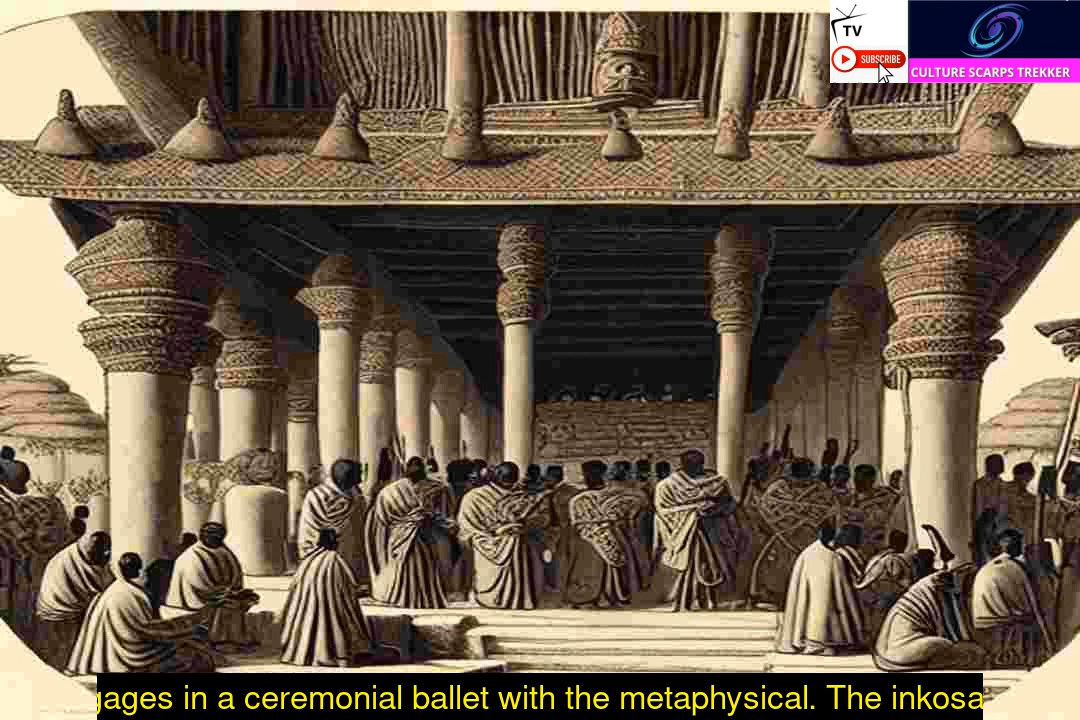 TV
SUBSCRIBE
CULTURE SCARPS TREKKER
gages in a ceremonial ballet with the metaphysical. The inkosa